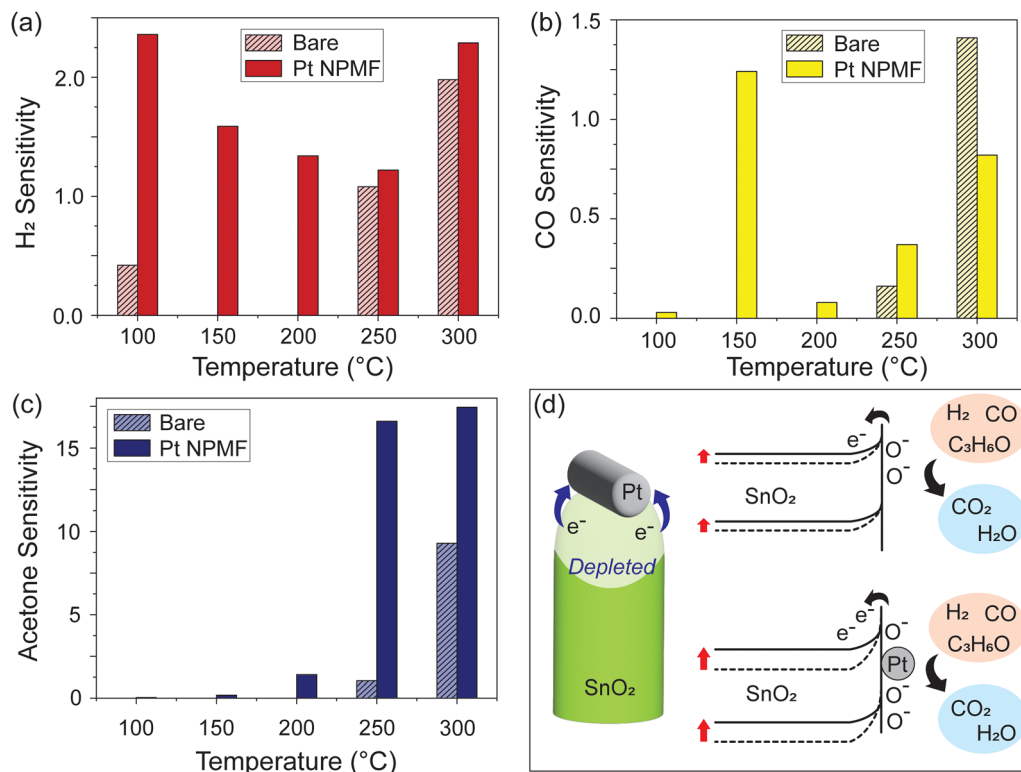 (a)
H₂ Sensitivity
2.0
1.0
0.0
Bare
Pt NPMF
100 150 200 250 300
Temperature (°C)
(b)
CO Sensitivity
1.5
1.0
0.5
0.0
Bare
Pt NPMF
100 150 200 250 300
Temperature (°C)
(c)
Acetone Sensitivity
15
10
5
0
Bare
Pt NPMF
100 150 200 250 300
Temperature (°C)
(d)
Pt
e⁻ e⁻
Depleted
SnO₂
e⁻ O⁻
O⁻
SnO₂
H₂ CO
C₃H₆O
CO₂
H₂O
e⁻
e⁻ O⁻
Pt
SnO₂ O⁻
O⁻
H₂ CO
C₃H₆O
CO₂
H₂O